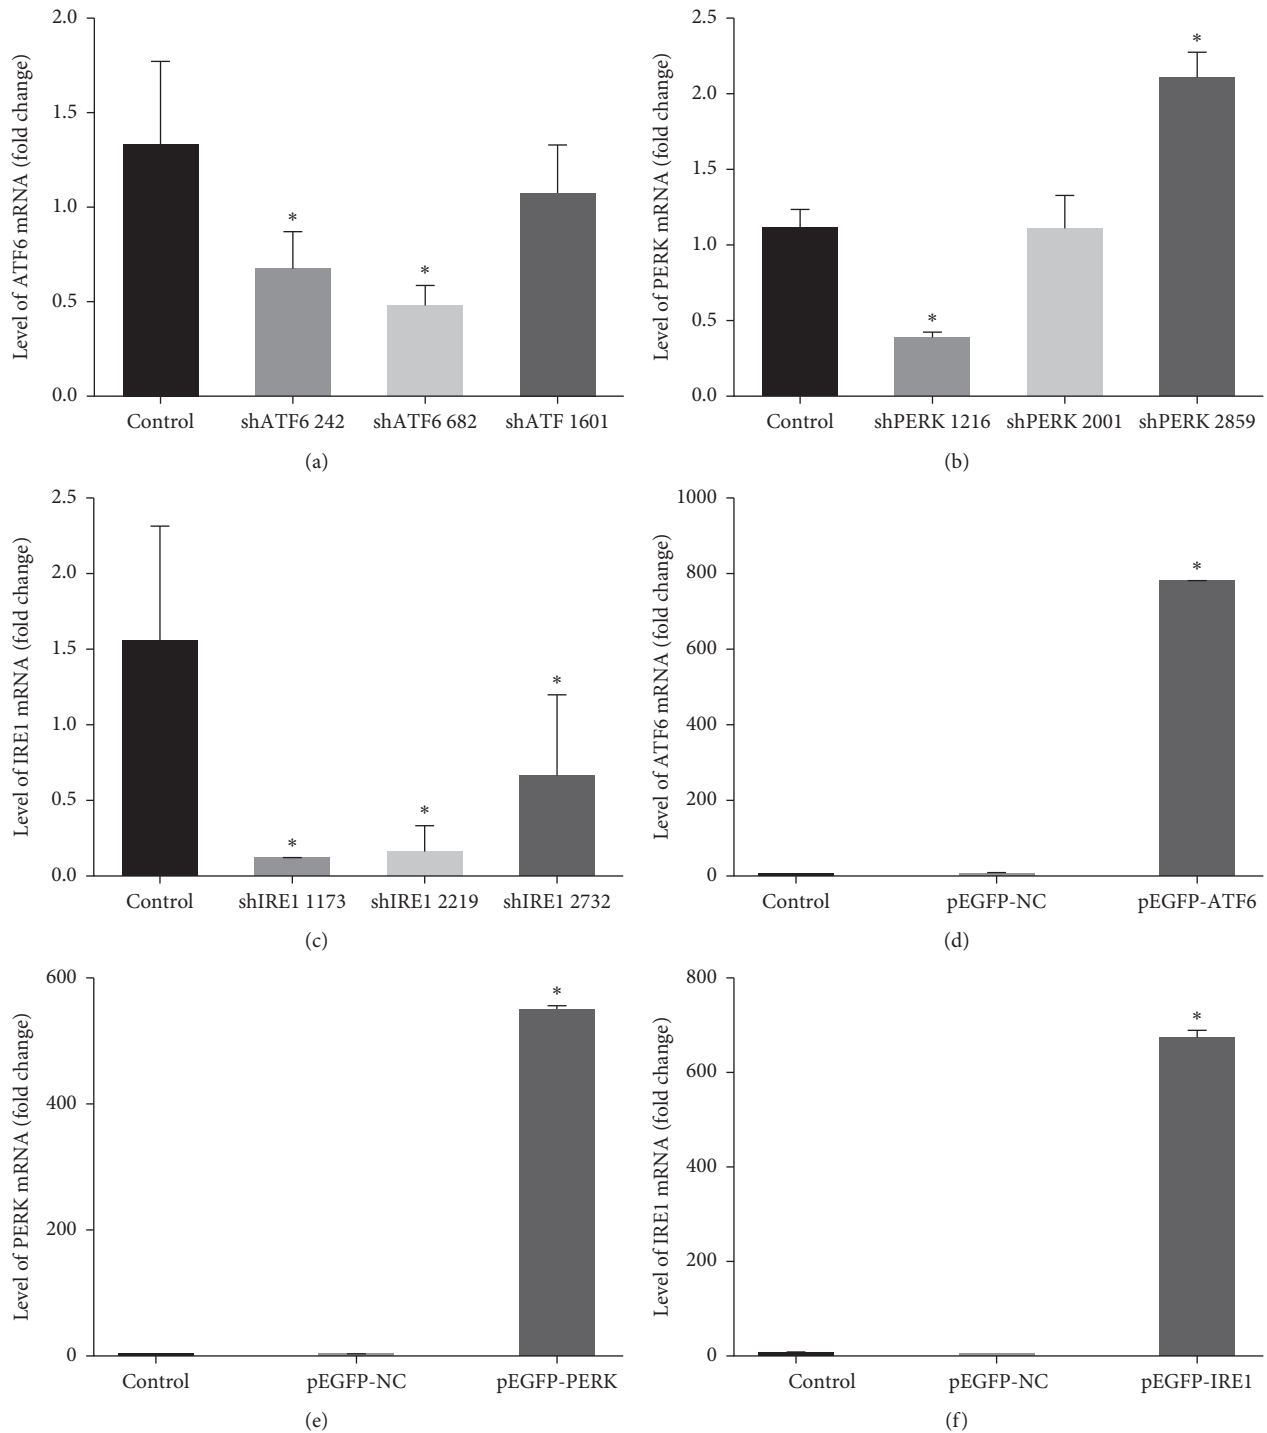 Level of ATF6 mRNA (fold change)
2.0
1.5
1.0
0.5
0.0
*
*
Control
shATF6 242
shATF6 682
shATF 1601
(a)
Level of PERK mRNA (fold change)
2.5
2.0
1.5
1.0
0.5
0.0
*
*
Control
shPERK 1216
shPERK 2001
shPERK 2859
(b)
Level of IRE1 mRNA (fold change)
2.5
2.0
1.5
1.0
0.5
0.0
*
*
*
Control
shIRE1 1173
shIRE1 2219
shIRE1 2732
(c)
Level of ATF6 mRNA (fold change)
1000
800
600
400
200
0
*
Control
pEGFP-NC
pEGFP-ATF6
(d)
Level of PERK mRNA (fold change)
600
400
200
0
*
Control
pEGFP-NC
pEGFP-PERK
(e)
Level of IRE1 mRNA (fold change)
800
600
400
200
0
*
Control
pEGFP-NC
pEGFP-IRE1
(f)